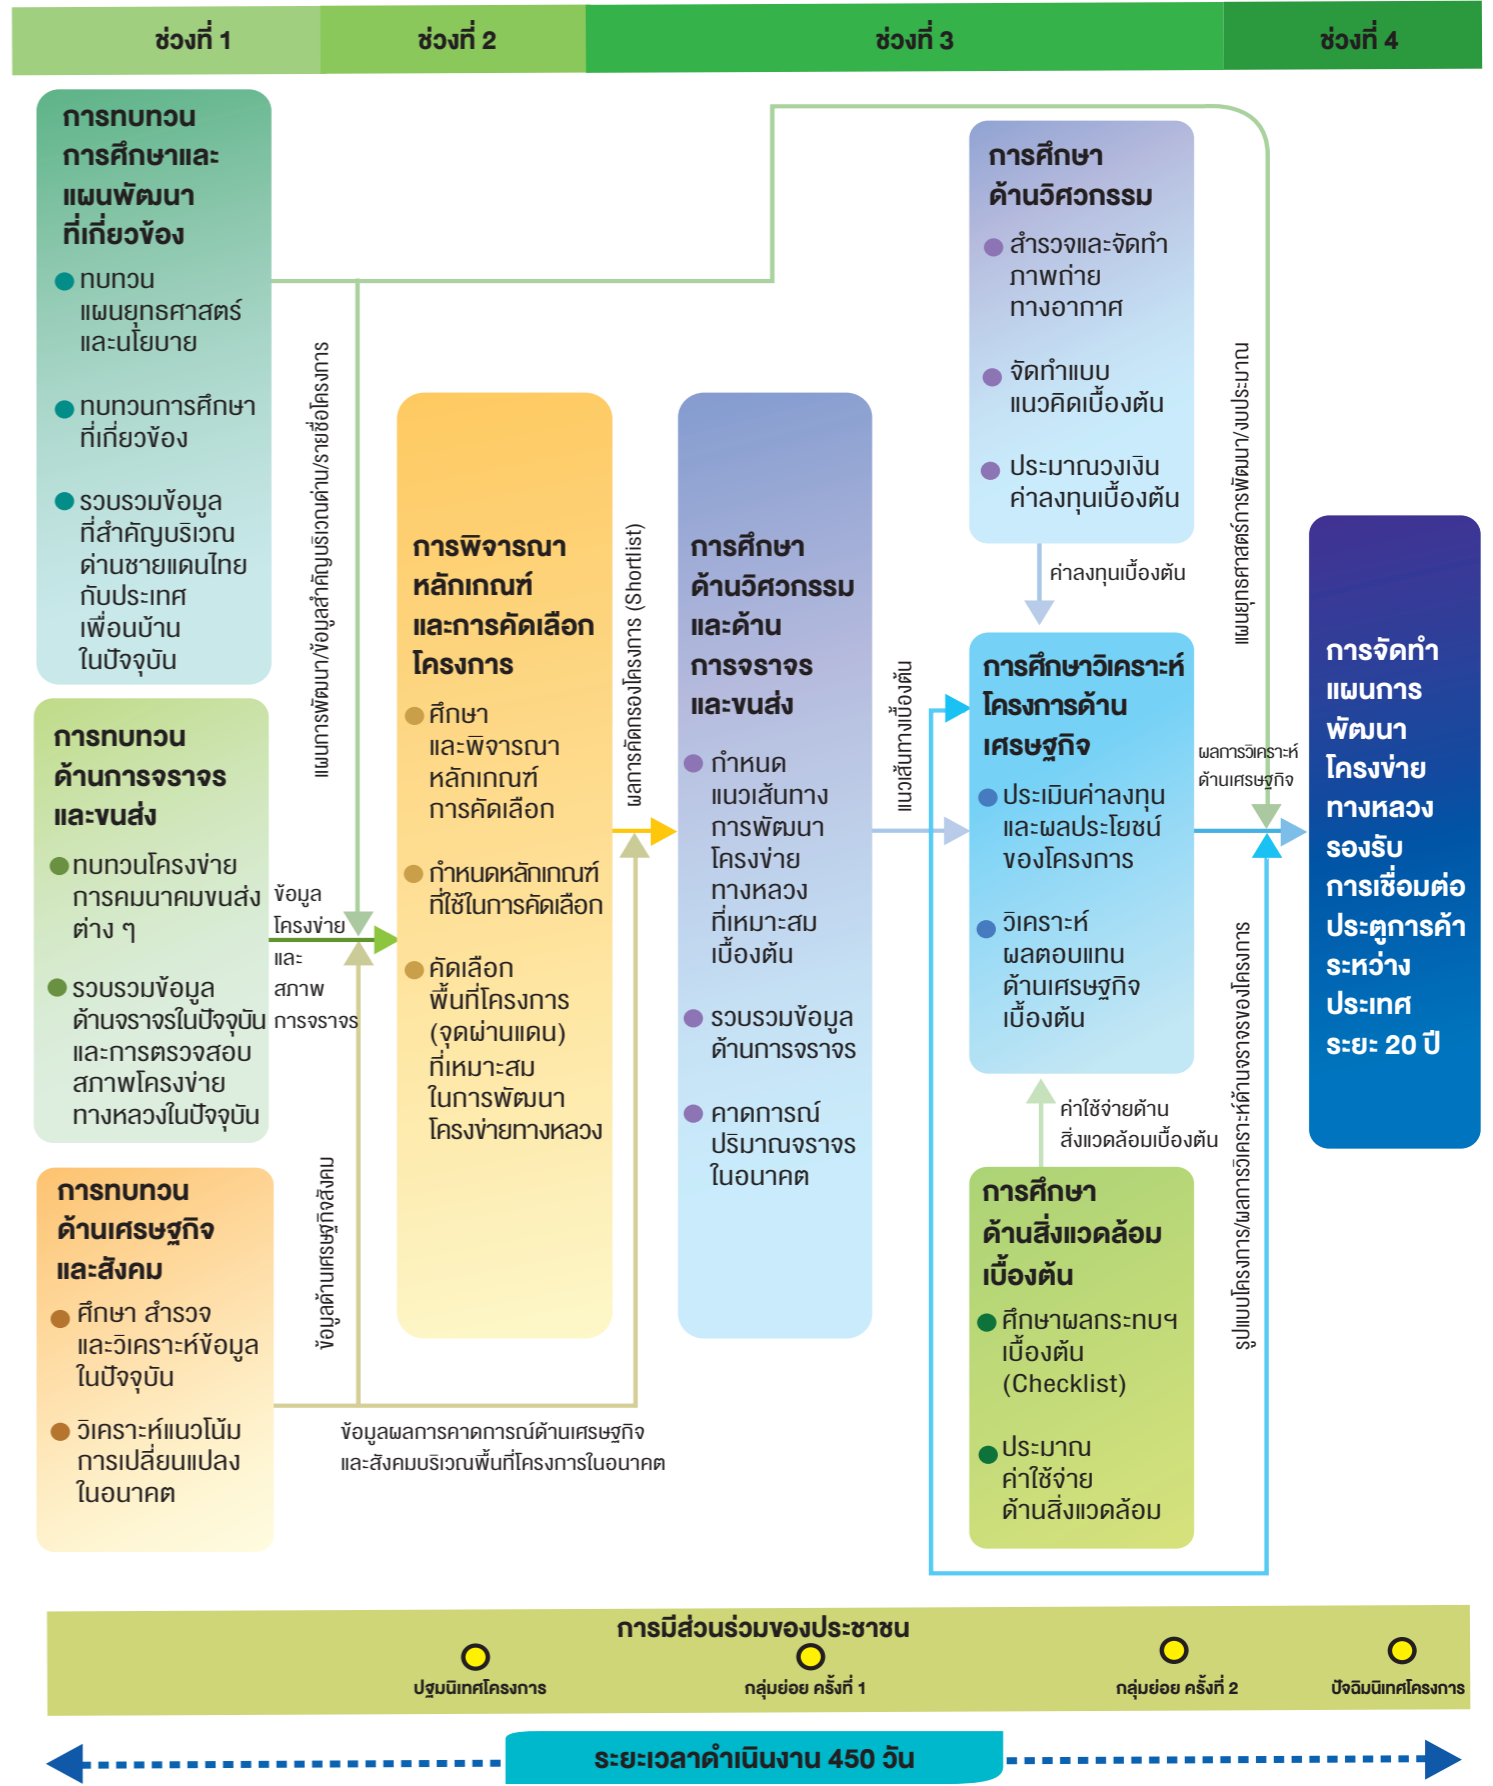 ช่วงที่ 1
ช่วงที่ 2
ช่วงที่ 3
ช่วงที่ 4
การทบทวน
การศึกษาและ
แผนพัฒนา
ที่เกี่ยวข้อง
ทบทวน
แผนยุทธศาสตร์
และนโยบาย
ทบทวนการศึกษา
ที่เกี่ยวข้อง
รวบรวมข้อมูล
ที่สำคัญบริเวณ
ด่านชายแดนไทย
กับประเทศ
เพื่อนบ้าน
ในปัจจุบัน
การทบทวน
ด้านการจราจร
และขนส่ง
ทบทวนโครงข่าย
การคมนาคมขนส่ง
ต่าง ๆ
รวบรวมข้อมูล
ด้านจราจรในปัจจุบัน
และการตรวจสอบ
สภาพโครงข่าย
ทางหลวงในปัจจุบัน
การทบทวน
ด้านเศรษฐกิจ
และสังคม
ศึกษา สำรวจ
และวิเคราะห์ข้อมูล
ในปัจจุบัน
วิเคราะห์แนวโน้ม
การเปลี่ยนแปลง
ในอนาคต
แผนการพัฒนา/ข้อมูลสำคัญบริเวณด่าน/รายชื่อโครงการ
ข้อมูล
โครงข่าย
และ
สภาพ
การจราจร
ข้อมูลด้านเศรษฐกิจสังคม
ข้อมูลผลการคาดการณ์ด้านเศรษฐกิจ
และสังคมบริเวณพื้นที่โครงการในอนาคต
การพิจารณา
หลักเกณฑ์
และการคัดเลือก
โครงการ
ศึกษา
และพิจารณา
หลักเกณฑ์
การคัดเลือก
กำหนดหลักเกณฑ์
ที่ใช้ในการคัดเลือก
คัดเลือก
พื้นที่โครงการ
(จุดผ่านแดน)
ที่เหมาะสม
ในการพัฒนา
โครงข่ายทางหลวง
ผลการคัดกรองโครงการ (Shortlist)
การศึกษา
ด้านวิศวกรรม
และด้าน
การจราจร
และขนส่ง
กำหนด
แนวเส้นทาง
การพัฒนา
โครงข่าย
ทางหลวง
ที่เหมาะสม
เบื้องต้น
รวบรวมข้อมูล
ด้านการจราจร
คาดการณ์
ปริมาณจราจร
ในอนาคต
แนวเส้นทางเบื้องต้น
การศึกษา
ด้านวิศวกรรม
สำรวจและจัดทำ
ภาพถ่าย
ทางอากาศ
จัดทำแบบ
แนวคิดเบื้องต้น
ประมาณวงเงิน
ค่าลงทุนเบื้องต้น
ค่าลงทุนเบื้องต้น
การศึกษาวิเคราะห์
โครงการด้าน
เศรษฐกิจ
ประเมินค่าลงทุน
และผลประโยชน์
ของโครงการ
วิเคราะห์
ผลตอบแทน
ด้านเศรษฐกิจ
เบื้องต้น
ค่าใช้จ่ายด้าน
สิ่งแวดล้อมเบื้องต้น
การศึกษา
ด้านสิ่งแวดล้อม
เบื้องต้น
ศึกษาผลกระทบฯ
เบื้องต้น
(Checklist)
ประมาณ
ค่าใช้จ่าย
ด้านสิ่งแวดล้อม
แผนยุทธศาสตร์การพัฒนา/งบประมาณ
ผลการวิเคราะห์
ด้านเศรษฐกิจ
รูปแบบโครงการ/ผลการวิเคราะห์ด้านจราจรของโครงการ
การจัดทำ
แผนการ
พัฒนา
โครงข่าย
ทางหลวง
รองรับ
การเชื่อมต่อ
ประตูการค้า
ระหว่าง
ประเทศ
ระยะ 20 ปี
การมีส่วนร่วมของประชาชน
ปฐมนิเทศโครงการ
กลุ่มย่อย ครั้งที่ 1
กลุ่มย่อย ครั้งที่ 2
ปัจฉิมนิเทศโครงการ
ระยะเวลาดำเนินงาน 450 วัน